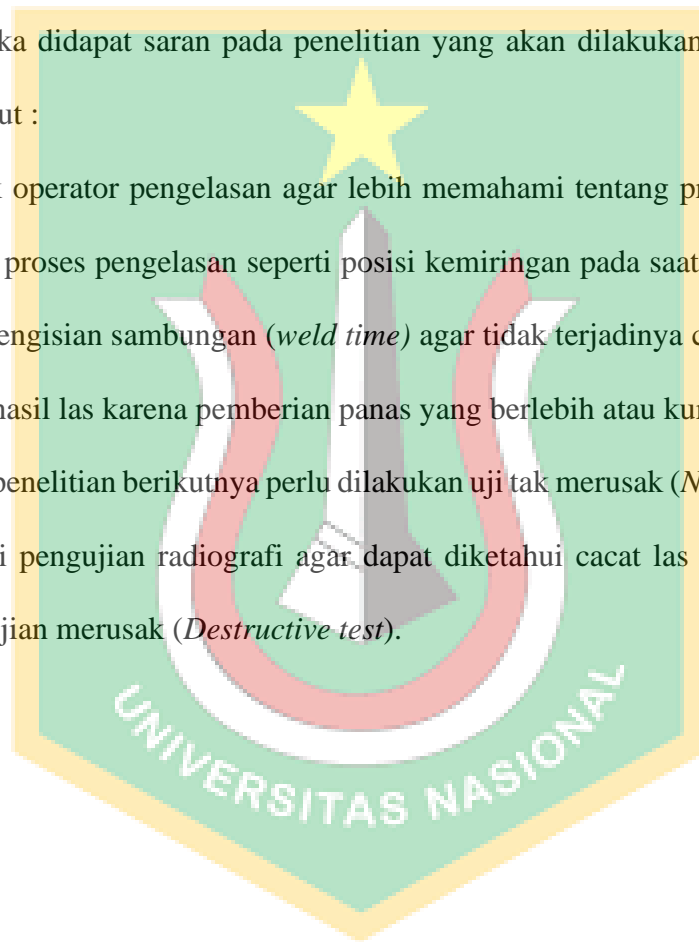 ka didapat saran pada penelitian yang akan dilakukan
ut :
operator pengelasan agar lebih memahami tentang pr
proses pengelasan seperti posisi kemiringan pada saat
engisian sambungan (weld time) agar tidak terjadinya c
hasil las karena pemberian panas yang berlebih atau kur
penelitian berikutnya perlu dilakukan uji tak merusak (N
i pengujian radiografi agar dapat diketahui cacat las
jian merusak (Destructive test).
UNIVERSITAS NASIONAL